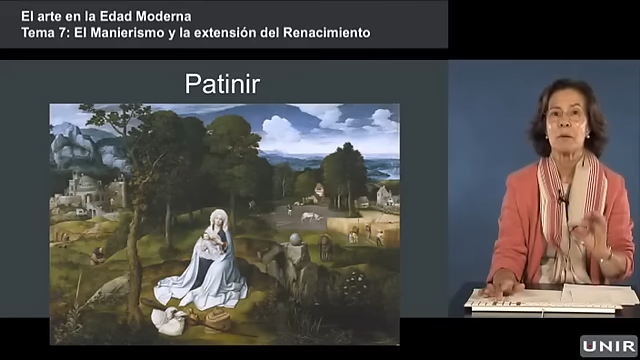 El arte en la Edad Moderna
Tema 7: El Manierismo y la extensión del Renacimiento
Patinir
UNIR